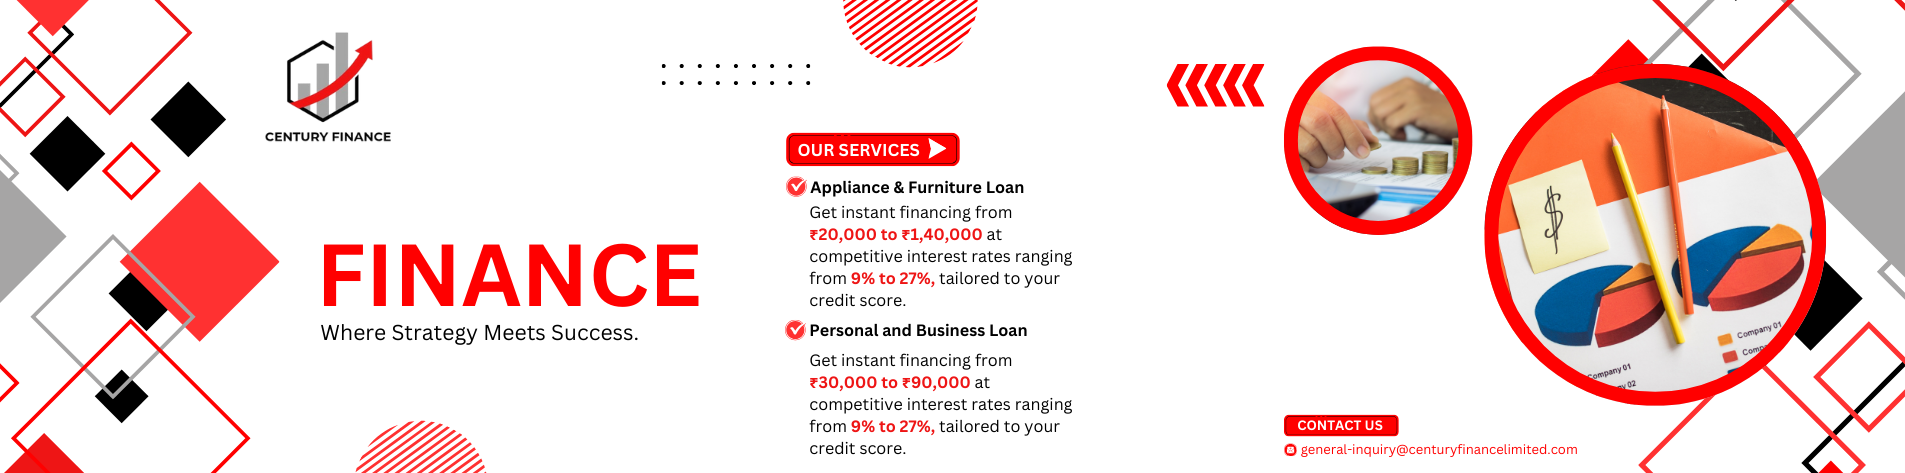 CENTURY FINANCE
FINANCE
Where Strategy Meets Success.
OUR SERVICES
Appliance & Furniture Loan
Get instant financing from
₹20,000 to ₹1,40,000 at
competitive interest rates ranging
from 9% to 27%, tailored to your
credit score.
Personal and Business Loan
Get instant financing from
₹30,000 to ₹90,000 at
competitive interest rates ranging
from 9% to 27%, tailored to your
credit score.
$
Company 01
Company 01
02
CONTACT US
general-inquiry@centuryfinancelimited.com